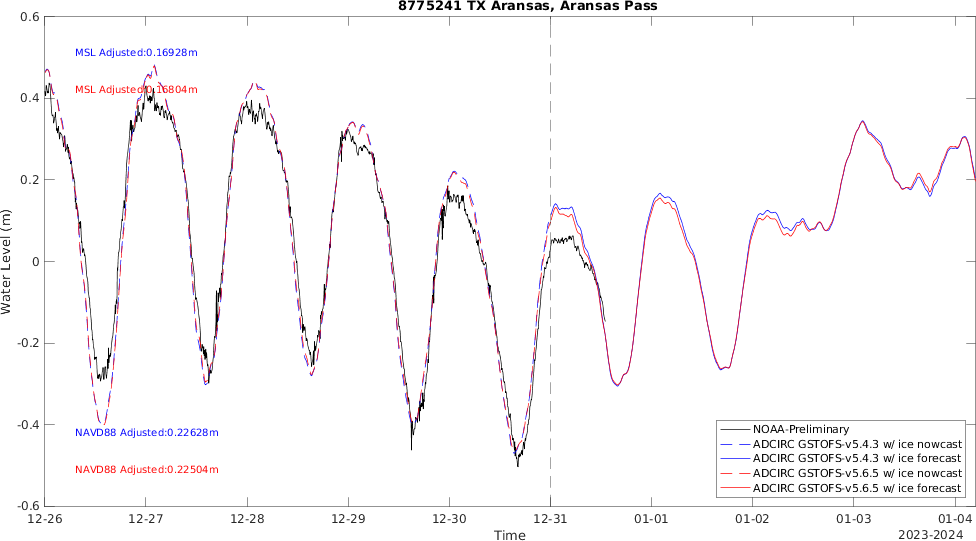 8775241 TX Aransas, Aransas Pass
0.6
0.4
0.2
0
-0.2
-0.4
-0.6
Water Level (m)
MSL Adjusted:0.16928m
MSL Adjusted:0.16804m
NAVD88 Adjusted:0.22628m
NAVD88 Adjusted:0.22504m
NOAA-Preliminary
ADCIRC GSTOFS-v5.4.3 w/ ice nowcast
ADCIRC GSTOFS-v5.4.3 w/ ice forecast
ADCIRC GSTOFS-v5.6.5 w/ ice nowcast
ADCIRC GSTOFS-v5.6.5 w/ ice forecast
12-26 12-27 12-28 12-29 12-30 12-31 01-01 01-02 01-03 01-04
Time
2023-2024